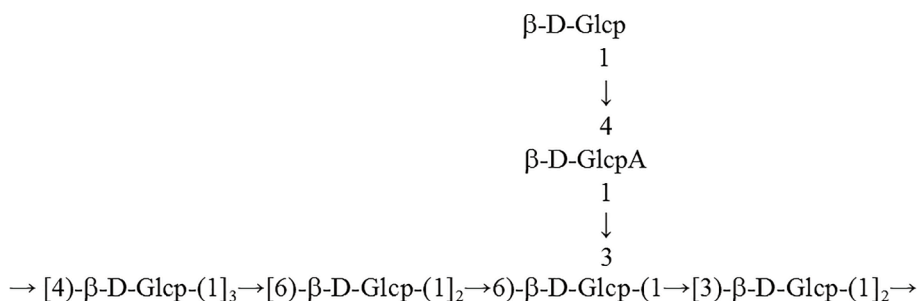 β-D-Glcp
1
↓
4
β-D-GlcpA
1
↓
3
→ [4)-β-D-Glcp-(1]₃→[6)-β-D-Glcp-(1]₂→6)-β-D-Glcp-(1→[3)-β-D-Glcp-(1]₂→